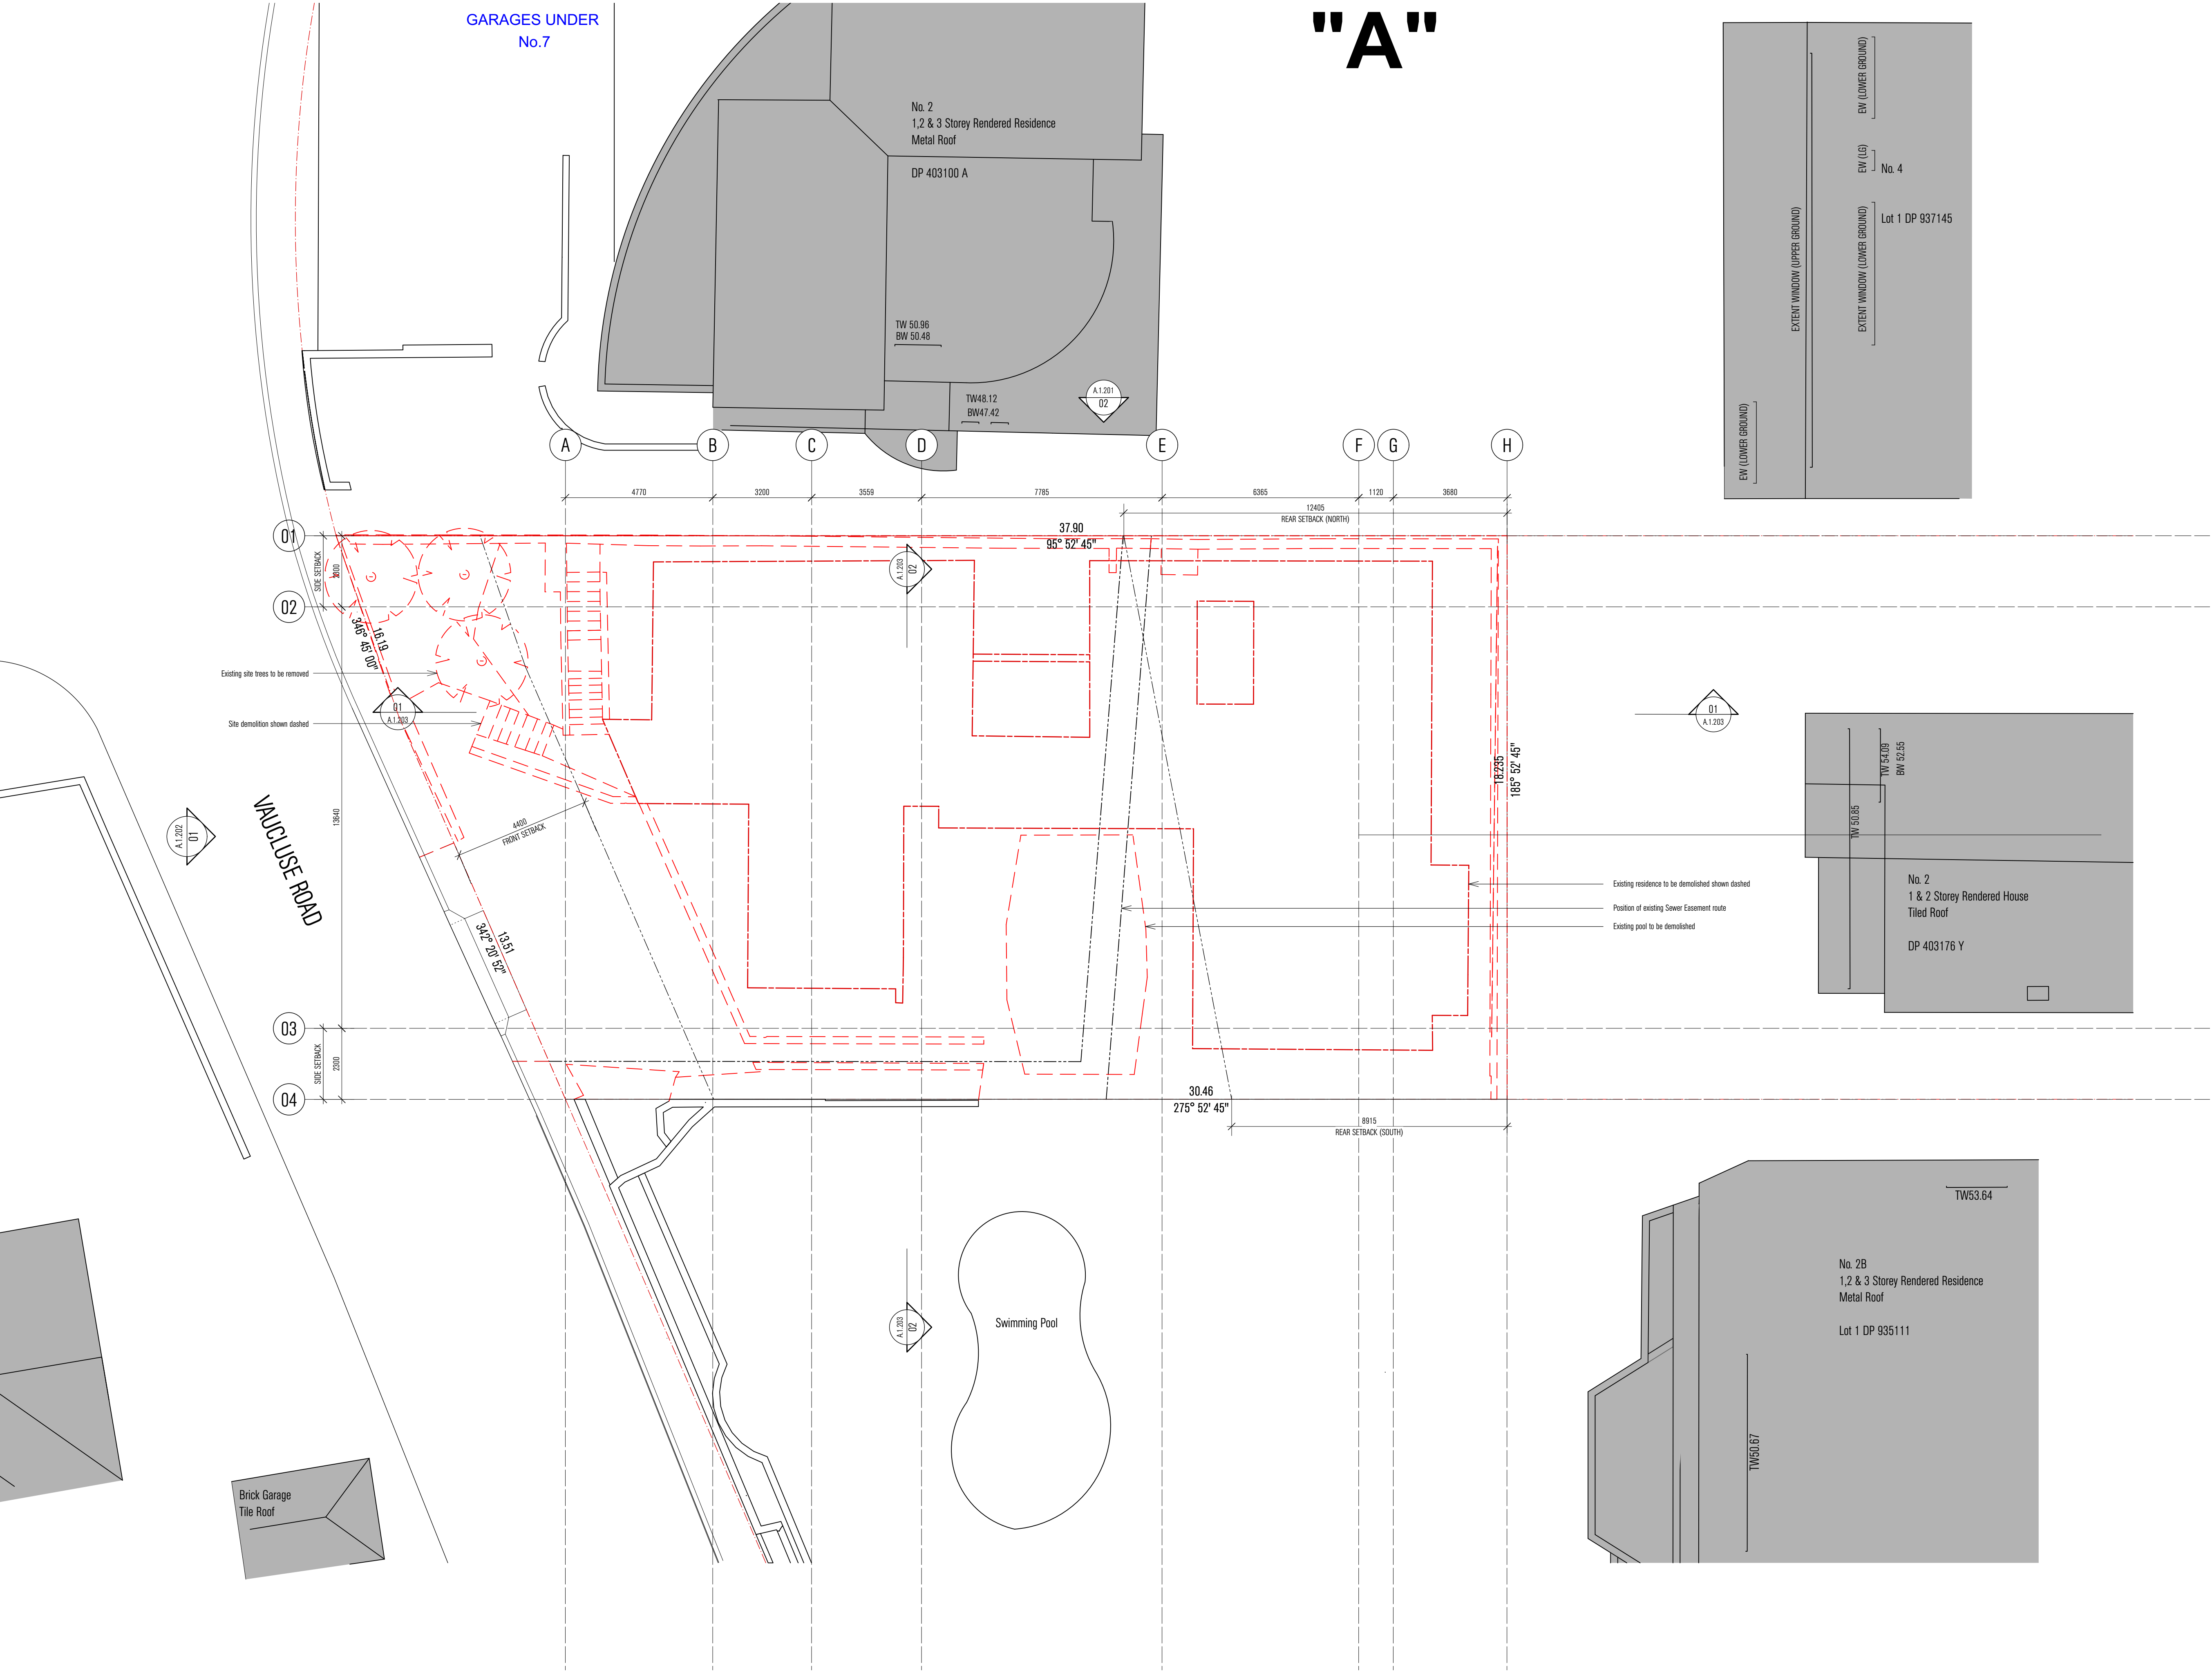 GARAGES UNDER
No.7
"A"
No. 2
1,2 & 3 Storey Rendered Residence
Metal Roof
DP 403100 A
TW 50.96
BW 50.48
TW48.12
BW47.42
A.1.201
02
EW (LOWER GROUND)
EW (LG)
No. 4
EXTENT WINDOW (UPPER GROUND)
EXTENT WINDOW (LOWER GROUND)
Lot 1 DP 937145
EW (LOWER GROUND)
A
B
C
D
E
F
G
H
4770
3200
3559
7785
6365
1120
3680
12405
REAR SETBACK (NORTH)
37.90
95° 52' 45"
01
SIDE SETBACK
A.1.203
02
02
16.19
346° 45' 00"
Existing site trees to be removed
Site demolition shown dashed
01
A.1.203
01
A.1.203
18.235
185° 52' 45"
TW 54.09
BW 52.55
TW 50.85
A.1.202
01
VAUCLUSE ROAD
13640
4400
FRONT SETBACK
Existing residence to be demolished shown dashed
Position of existing Sewer Easement route
Existing pool to be demolished
No. 2
1 & 2 Storey Rendered House
Tiled Roof
DP 403176 Y
13.51
342° 20' 52"
03
SIDE SETBACK
2300
04
30.46
275° 52' 45"
8915
REAR SETBACK (SOUTH)
TW53.64
No. 2B
1,2 & 3 Storey Rendered Residence
Metal Roof
Lot 1 DP 935111
A.1.203
02
Swimming Pool
TW50.67
Brick Garage
Tile Roof